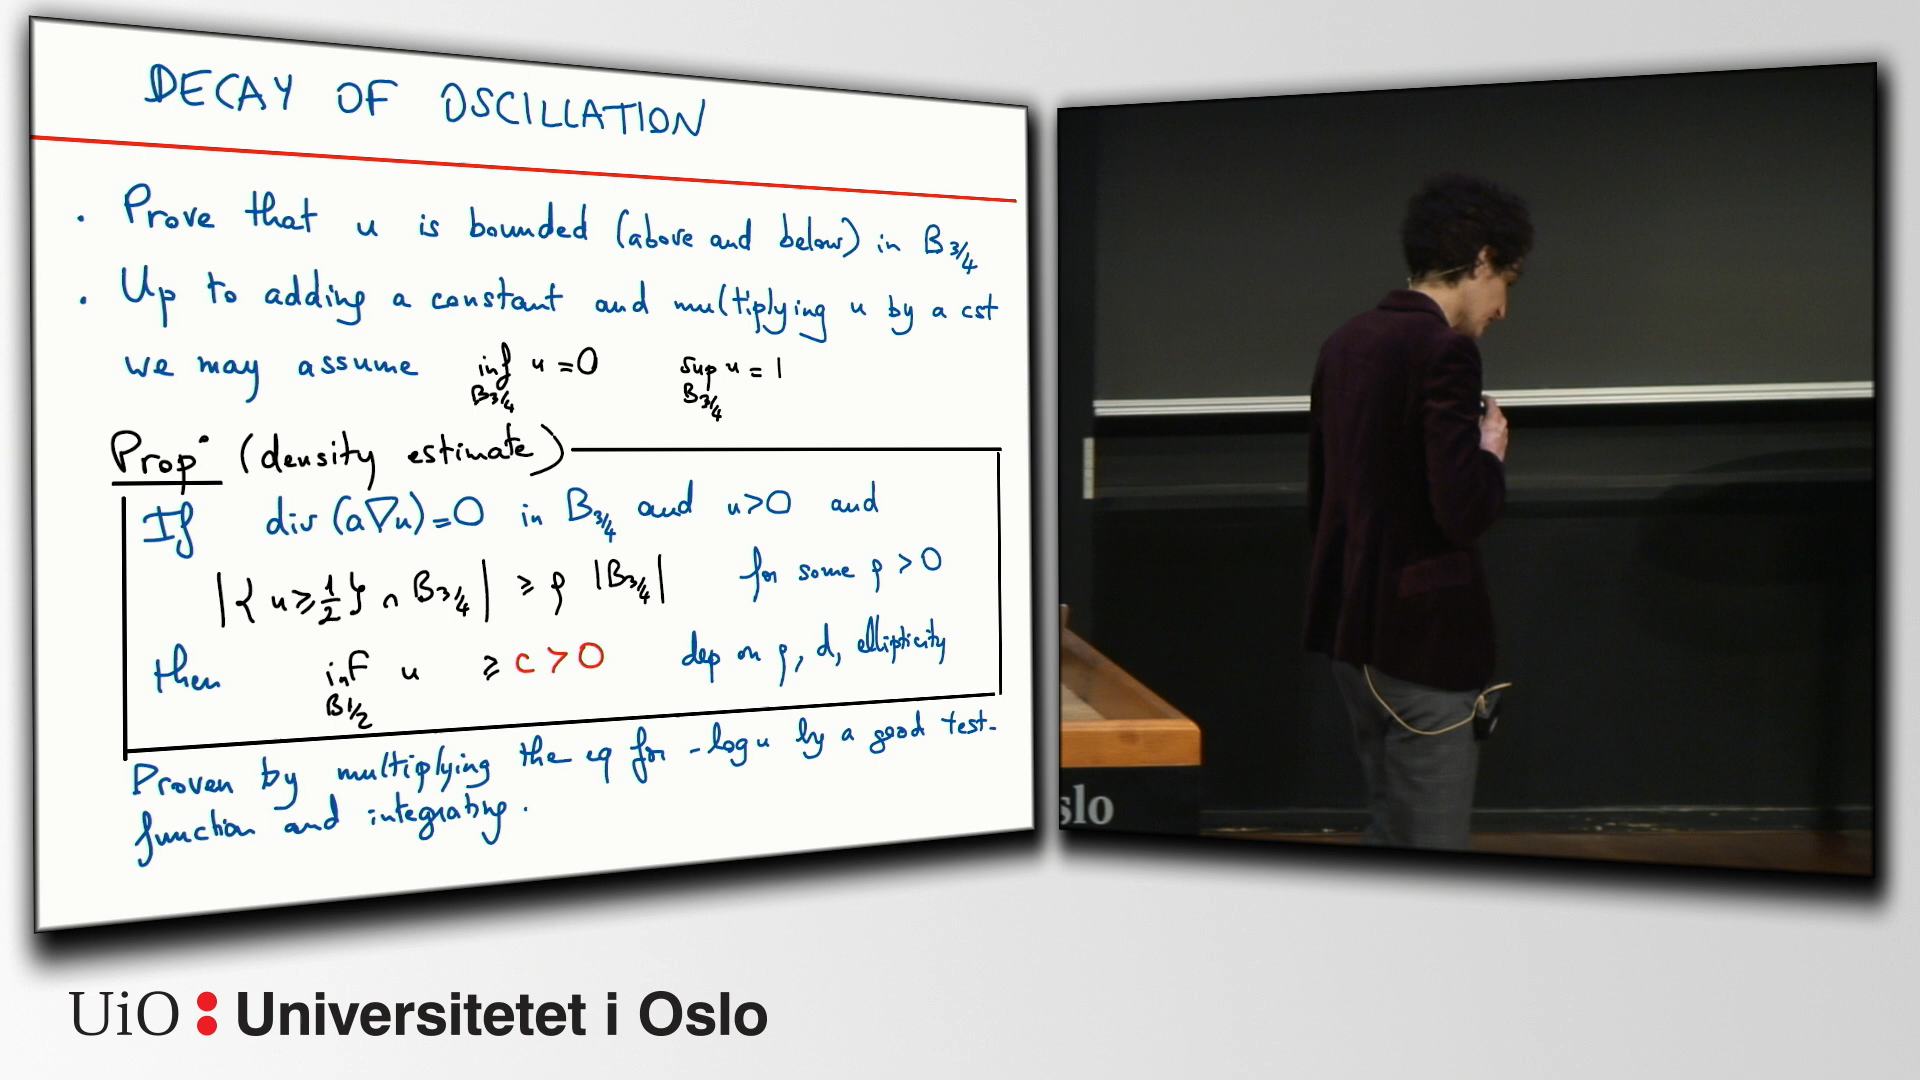 DECAY OF OSCILLATION
· Prove that u is bounded (above and below) in B3/4
· Up to adding a constant and multiplying u by a cst
we may assume inf u = 0 sup u = 1
B3/4 B3/4
Prop· (density estimate)
If div (a∇u) = 0 in B3/4 and u>0 and
|{ u ≥ 1/2 } ∩ B3/4 | ≥ ρ |B3/4| for some ρ > 0
then inf u ≥ c > 0 dep on ρ, d, ellipticity
B1/2
Proven by multiplying the eq for -log u by a good test-
function and integrating.
slo
UiO : Universitetet i Oslo